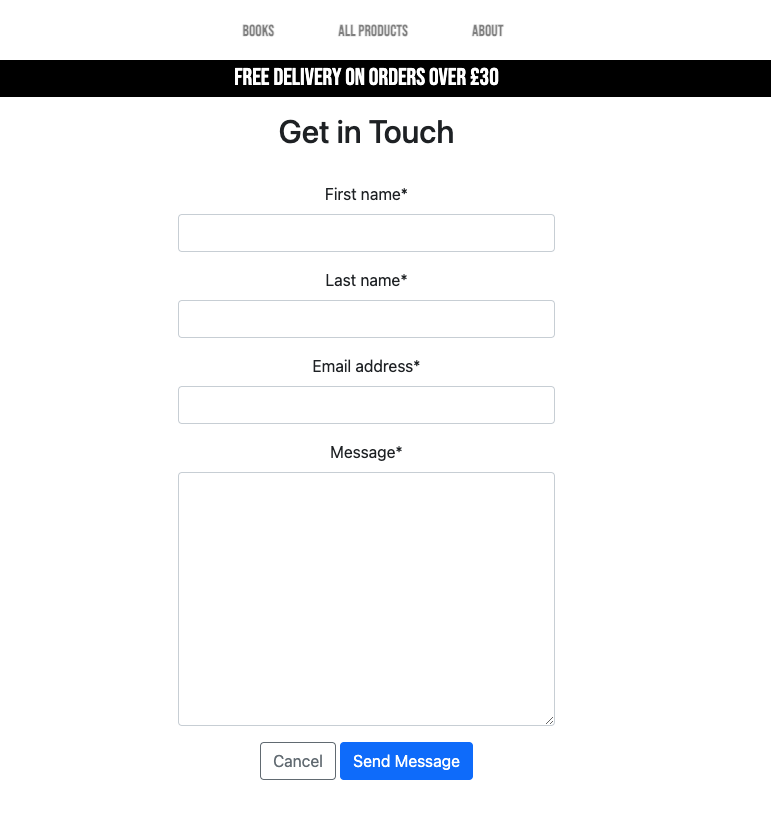 BOOKS ALL PRODUCTS ABOUT
FREE DELIVERY ON ORDERS OVER £30
Get in Touch
First name*
Last name*
Email address*
Message*
Cancel Send Message